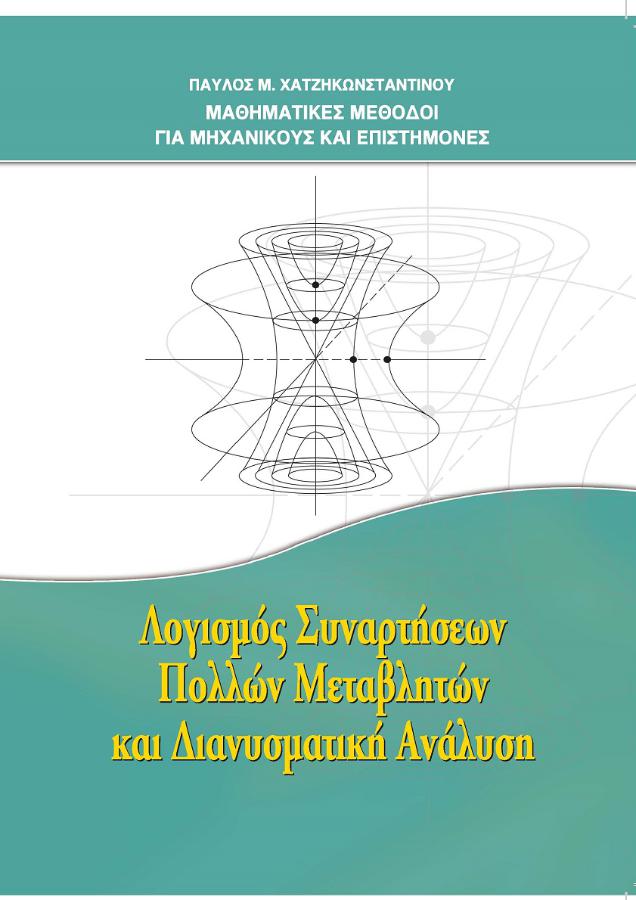 ΠΑΥΛΟΣ Μ. ΧΑΤΖΗΚΩΝΣΤΑΝΤΙΝΟΥ
ΜΑΘΗΜΑΤΙΚΕΣ ΜΕΘΟΔΟΙ
ΓΙΑ ΜΗΧΑΝΙΚΟΥΣ ΚΑΙ ΕΠΙΣΤΗΜΟΝΕΣ
Λογισμός Συναρτήσεων
Πολλών Μεταβλητών
και Διανυσματική Ανάλυση